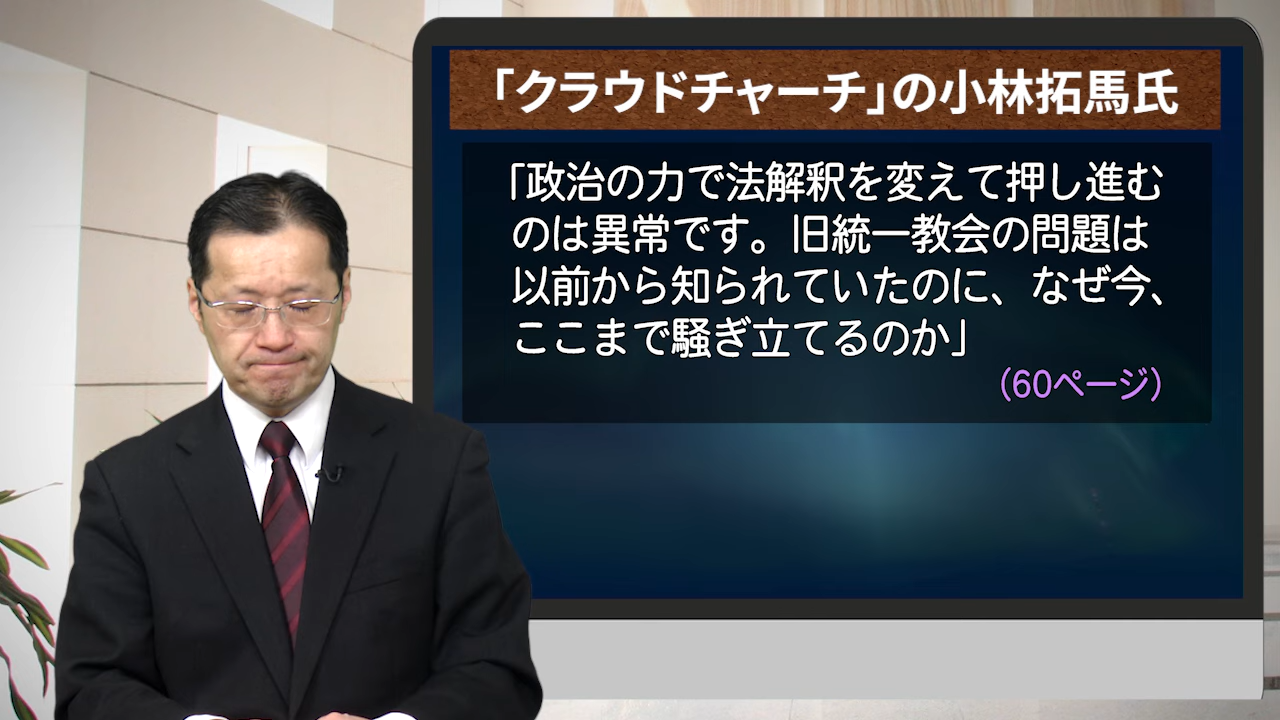 「クラウドチャーチ」の小林拓馬氏
「政治の力で法解釈を変えて押し進む
のは異常です。旧統一教会の問題は
以前から知られていたのに、なぜ今、
ここまで騒ぎ立てるのか」
（60ページ）